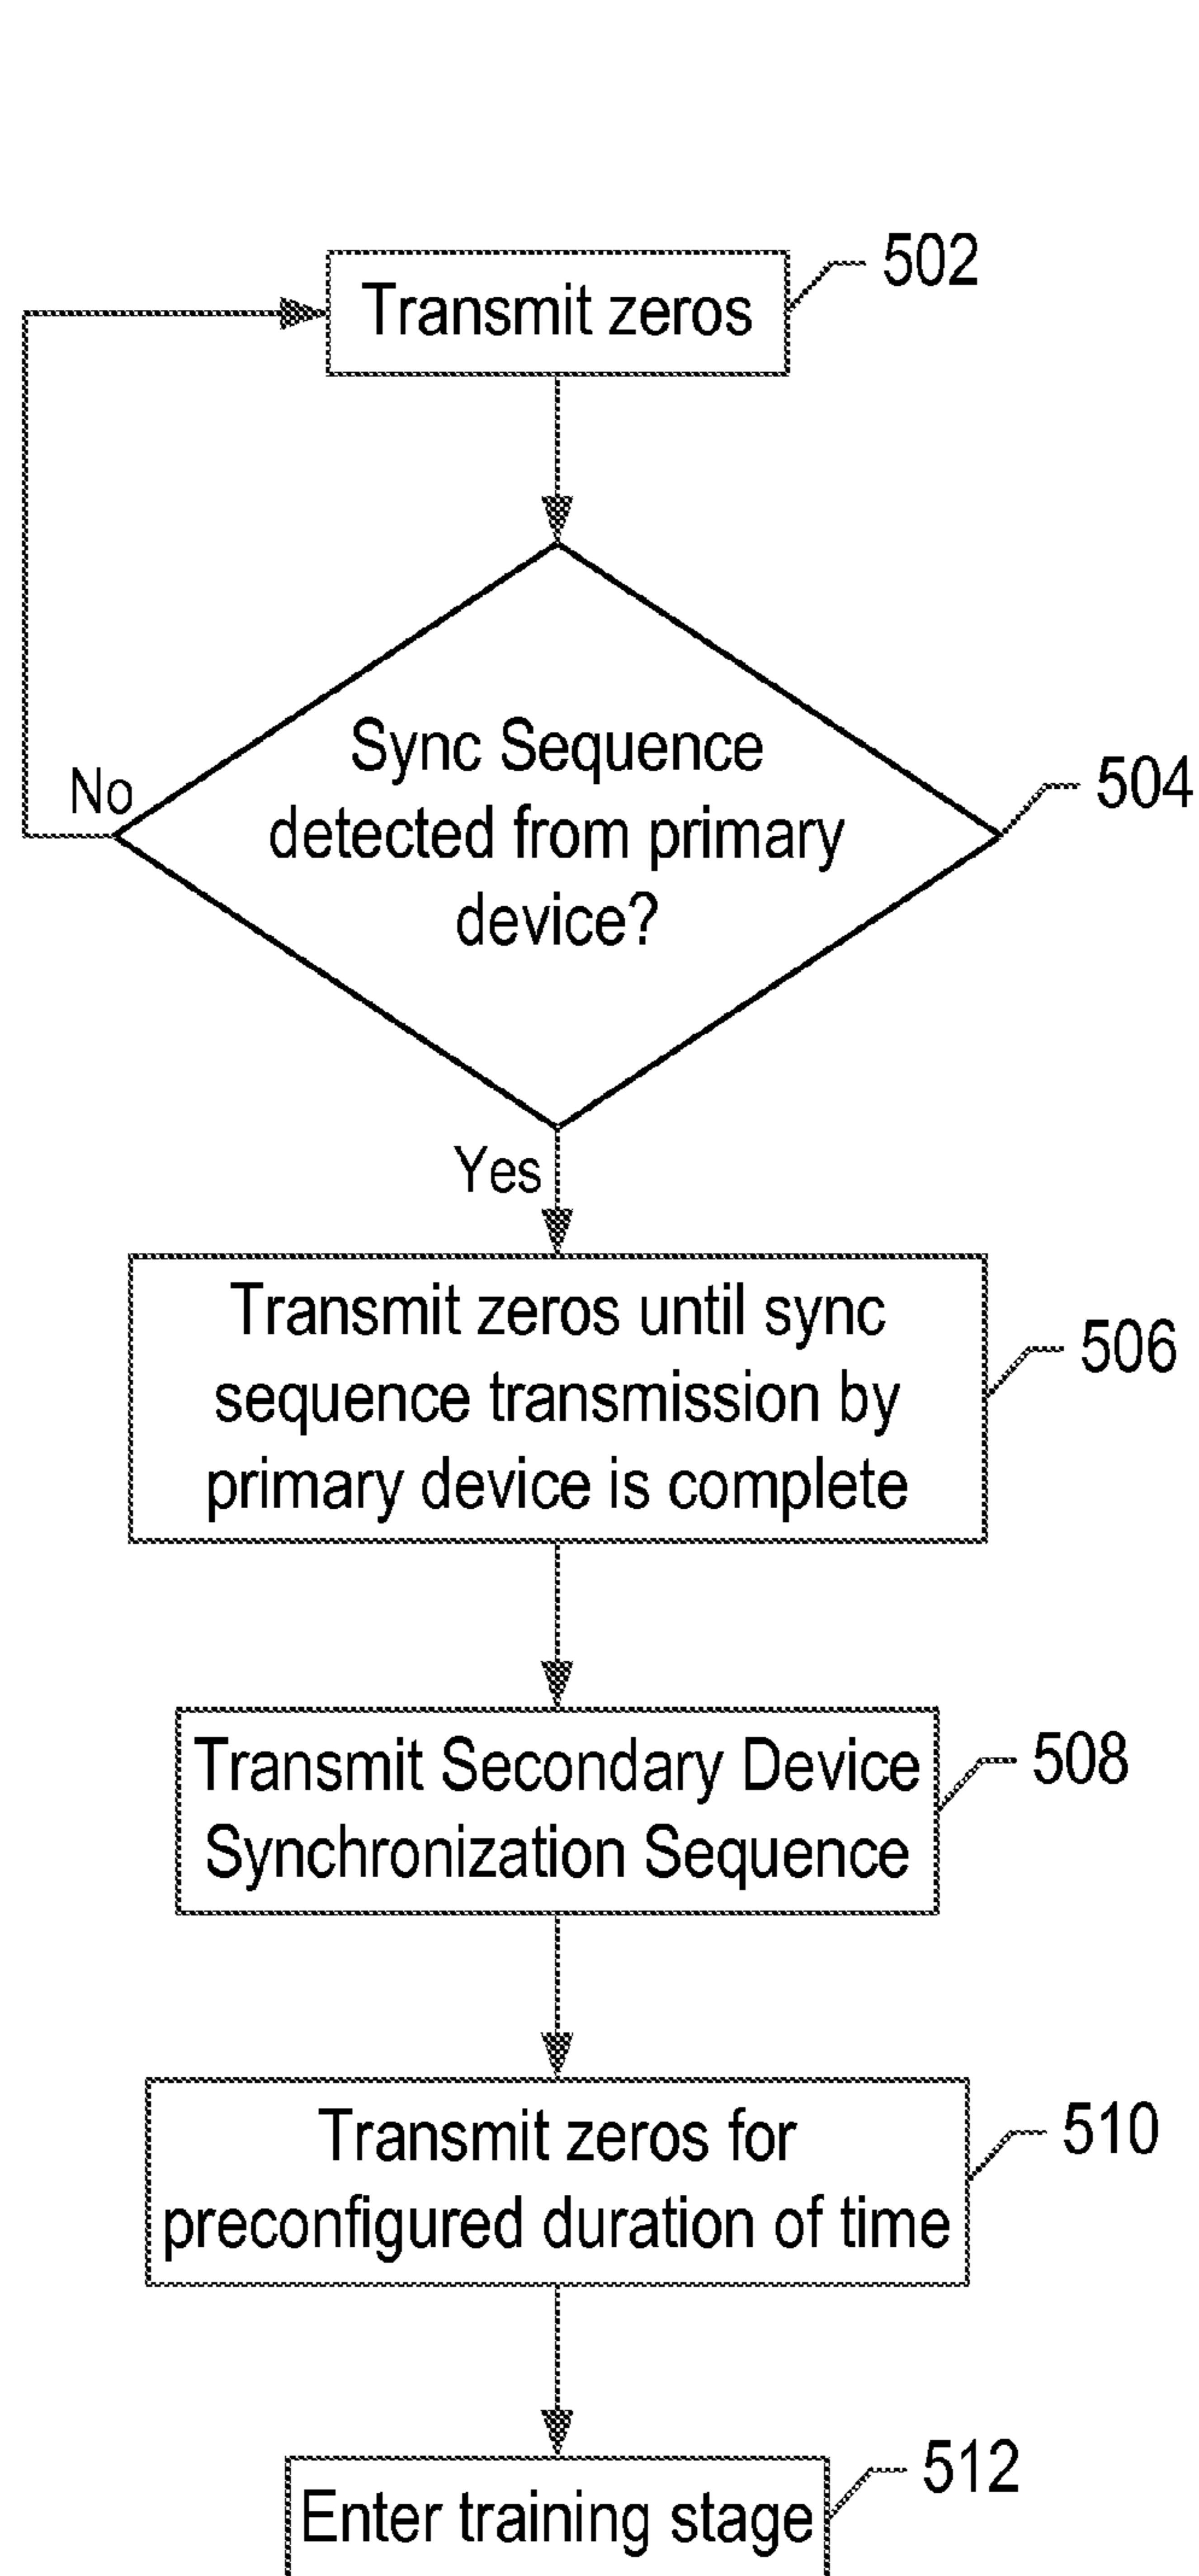 502
Transmit zeros
Sync Sequence
detected from primary
device?
504
No
Yes
Transmit zeros until sync
sequence transmission by
primary device is complete
506
Transmit Secondary Device
Synchronization Sequence
508
Transmit zeros for
preconfigured duration of time
510
512
Enter training stage